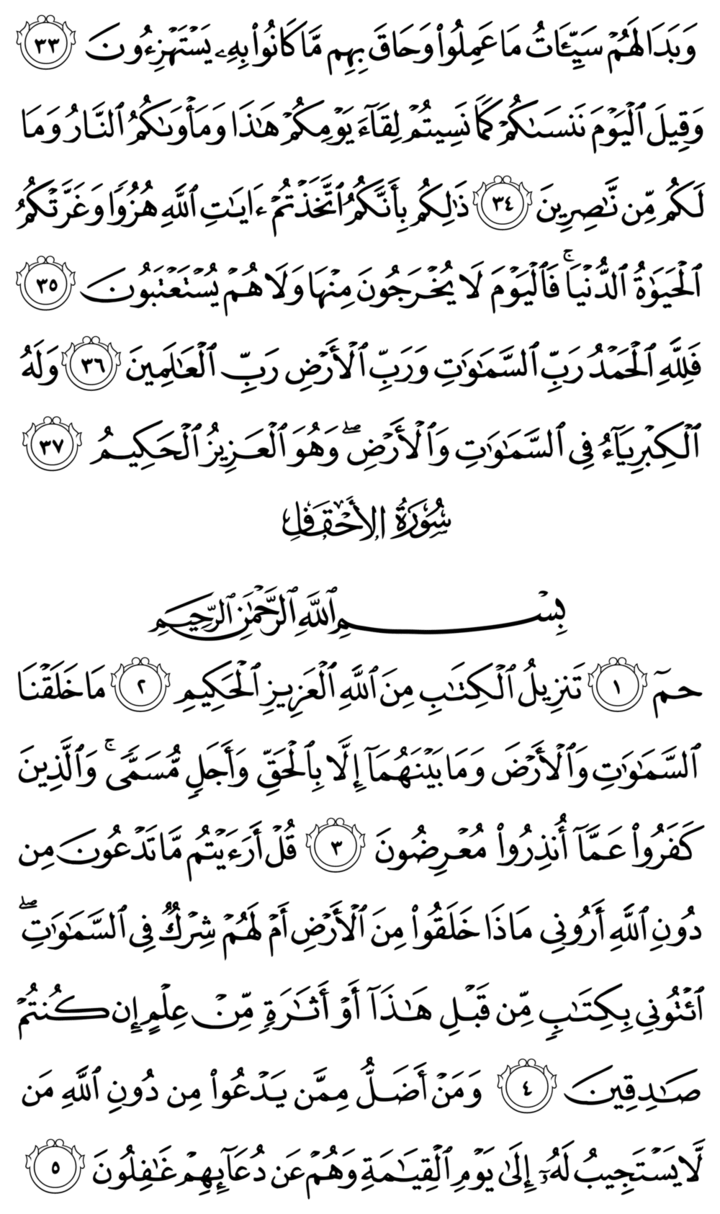 وَبَدَا لَهُمْ سَيِّـَٔاتُ مَا عَمِلُوا۟ وَحَاقَ بِهِم مَّا كَانُوا۟ بِهِۦ يَسْتَهْزِءُونَ ٣٣
وَقِيلَ ٱلْيَوْمَ نَنسَىٰكُمْ كَمَا نَسِيتُمْ لِقَآءَ يَوْمِكُمْ هَـٰذَا وَمَأْوَىٰكُمُ ٱلنَّارُ وَمَا
لَكُم مِّن نَّـٰصِرِينَ ٣٤ ذَٰلِكُم بِأَنَّكُمُ ٱتَّخَذْتُمْ ءَايَـٰتِ ٱللَّهِ هُزُوًا وَغَرَّتْكُمُ
ٱلْحَيَوٰةُ ٱلدُّنْيَا ۚ فَٱلْيَوْمَ لَا يُخْرَجُونَ مِنْهَا وَلَا هُمْ يُسْتَعْتَبُونَ ٣٥
فَلِلَّهِ ٱلْحَمْدُ رَبِّ ٱلسَّمَـٰوَٰتِ وَرَبِّ ٱلْأَرْضِ رَبِّ ٱلْعَـٰلَمِينَ ٣٦ وَلَهُ
ٱلْكِبْرِيَآءُ فِى ٱلسَّمَـٰوَٰتِ وَٱلْأَرْضِ ۖ وَهُوَ ٱلْعَزِيزُ ٱلْحَكِيمُ ٣٧
سُورَةُ الأَحْقَافِ
بِسْمِ ٱللَّهِ ٱلرَّحْمَـٰنِ ٱلرَّحِيمِ
حمٓ ١ تَنزِيلُ ٱلْكِتَـٰبِ مِنَ ٱللَّهِ ٱلْعَزِيزِ ٱلْحَكِيمِ ٢ مَا خَلَقْنَا
ٱلسَّمَـٰوَٰتِ وَٱلْأَرْضَ وَمَا بَيْنَهُمَآ إِلَّا بِٱلْحَقِّ وَأَجَلٍ مُّسَمًّى ۚ وَٱلَّذِينَ
كَفَرُوا۟ عَمَّآ أُنذِرُوا۟ مُعْرِضُونَ ٣ قُلْ أَرَءَيْتُم مَّا تَدْعُونَ مِن
دُونِ ٱللَّهِ أَرُونِى مَاذَا خَلَقُوا۟ مِنَ ٱلْأَرْضِ أَمْ لَهُمْ شِرْكٌ فِى ٱلسَّمَـٰوَٰتِ ۖ
ٱئْتُونِى بِكِتَـٰبٍ مِّن قَبْلِ هَـٰذَآ أَوْ أَثَـٰرَةٍ مِّنْ عِلْمٍ إِن كُنتُمْ
صَـٰدِقِينَ ٤ وَمَنْ أَضَلُّ مِمَّن يَدْعُوا۟ مِن دُونِ ٱللَّهِ مَن
لَّا يَسْتَجِيبُ لَهُۥٓ إِلَىٰ يَوْمِ ٱلْقِيَـٰمَةِ وَهُمْ عَن دُعَآئِهِمْ غَـٰفِلُونَ ٥